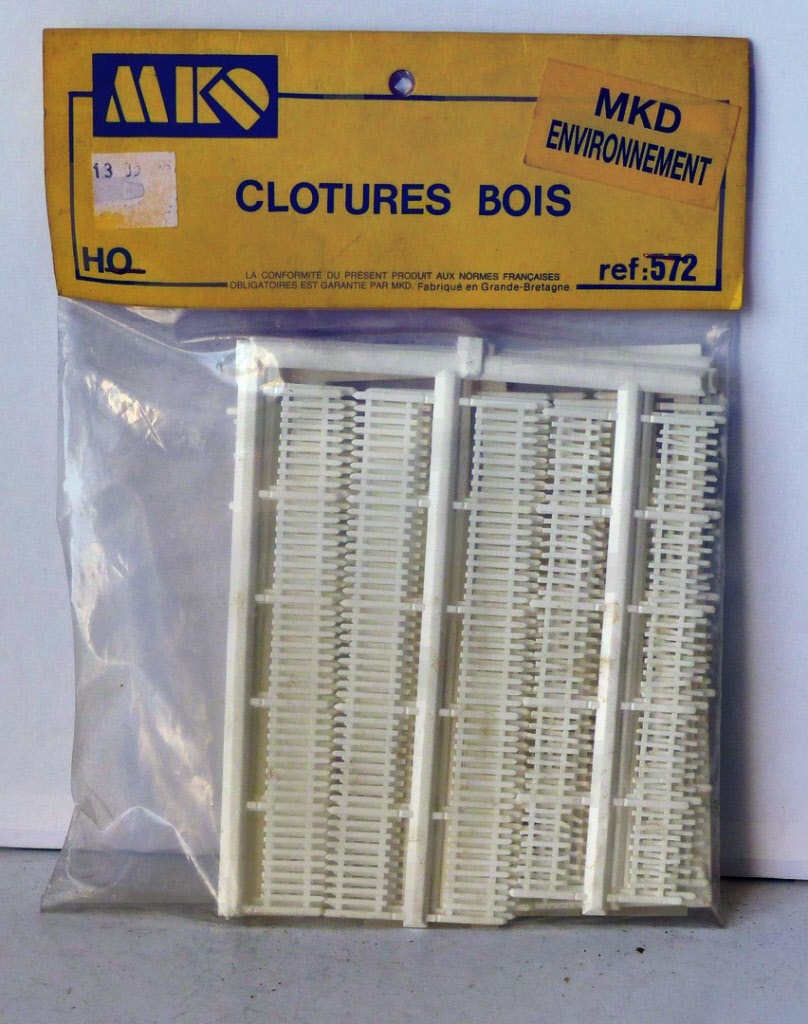 MKD
MKD
ENVIRONNEMENT
CLOTURES BOIS
HO
LA CONFORMITÉ DU PRÉSENT PRODUIT AUX NORMES FRANÇAISES
OBLIGATOIRES EST GARANTIE PAR MKD. Fabriqué en Grande-Bretagne.
ref:572